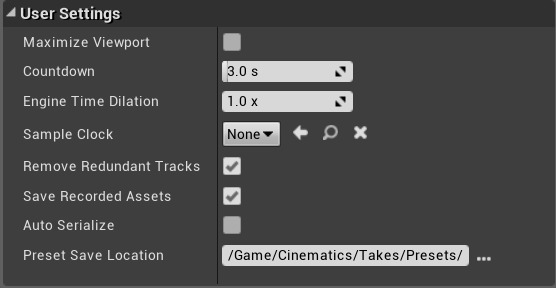 User Settings
Maximize Viewport
Countdown 3.0 s
Engine Time Dilation 1.0 x
Sample Clock None
Remove Redundant Tracks
Save Recorded Assets
Auto Serialize
Preset Save Location /Game/Cinematics/Takes/Presets/ ...